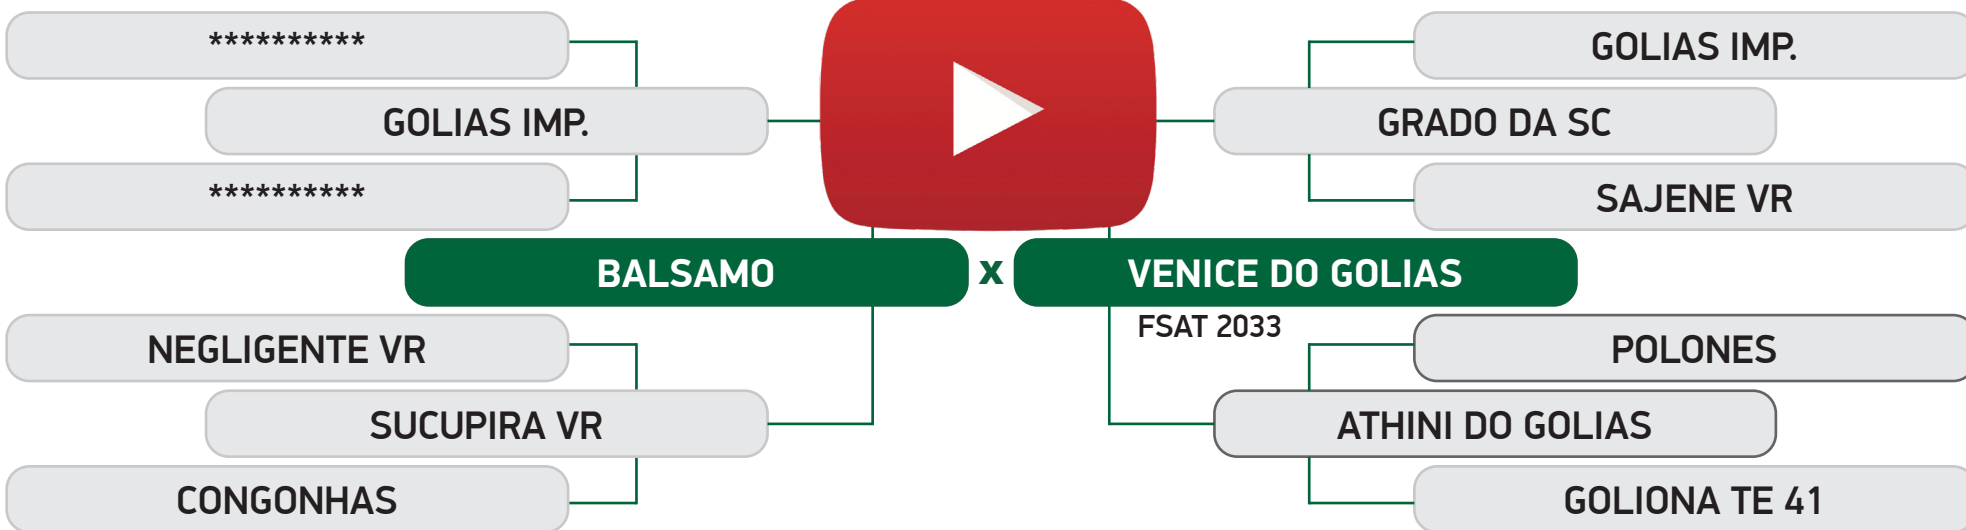 **********
GOLIAS IMP.
GOLIAS IMP.
GRADO DA SC
**********
SAJENE VR
BALSAMO x VENICE DO GOLIAS
FSAT 2033
NEGLIGENTE VR
POLONES
SUCUPIRA VR
ATHINI DO GOLIAS
CONGONHAS
GOLIONA TE 41